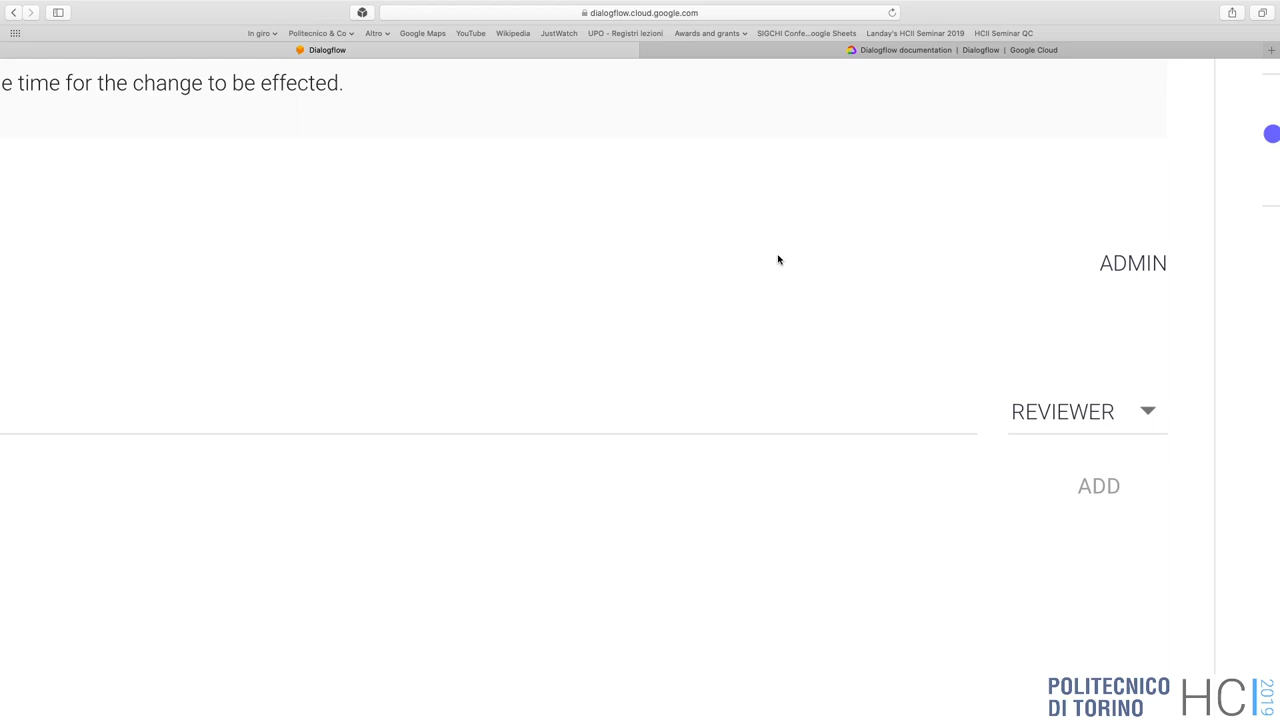 dialogflow.cloud.google.com
In giro
Politecnico & Co
Altro
Google Maps
YouTube
Wikipedia
JustWatch
UPO - Registri lezioni
Awards and grants
SIGCHI Confe...oogle Sheets
Landay's HCII Seminar 2019
HCII Seminar QC
Dialogflow
Dialogflow documentation | Dialogflow | Google Cloud
e time for the change to be effected.
ADMIN
REVIEWER
ADD
POLITECNICO
DI TORINO
HCI
2019